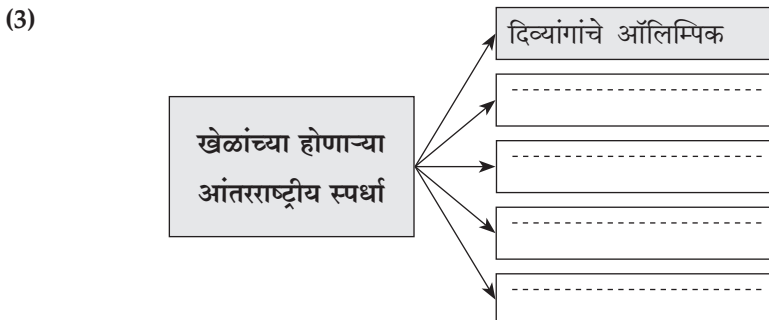 (3)
दिव्यांगांचे ऑलिम्पिक
खेळांच्या होणाऱ्या
आंतरराष्ट्रीय स्पर्धा